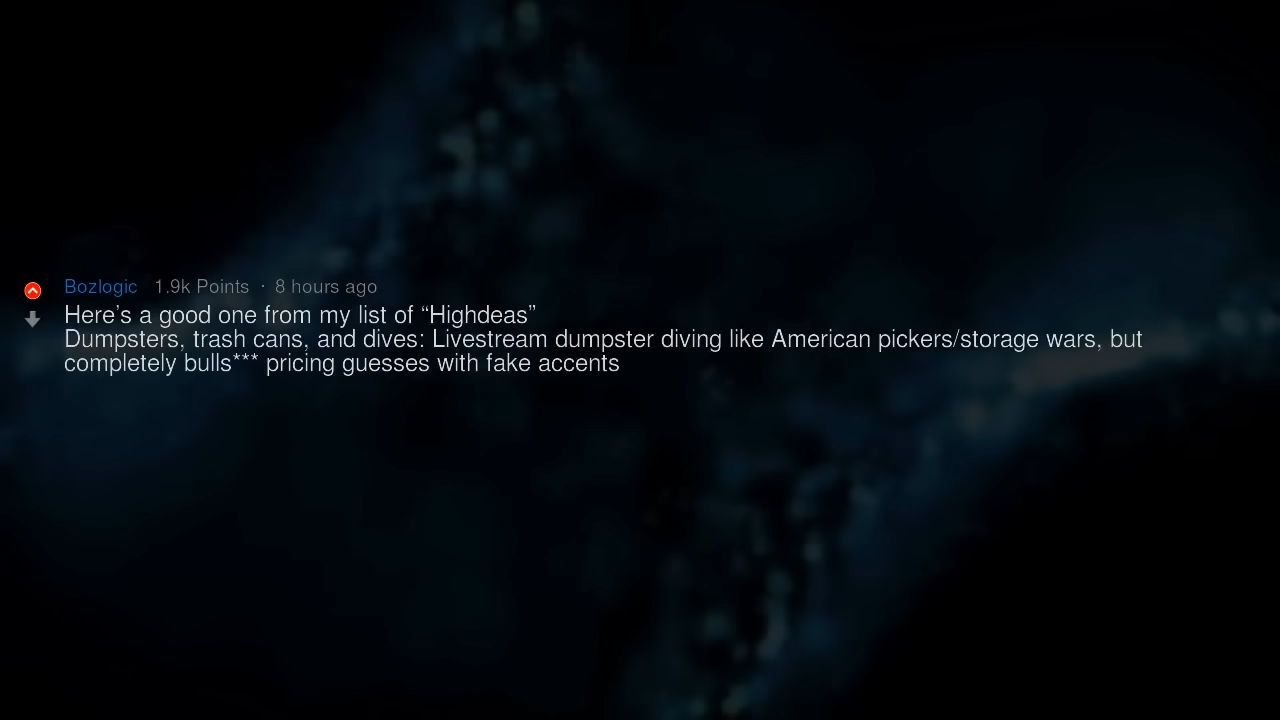 Bozlogic 1.9k Points · 8 hours ago
Here’s a good one from my list of “Highdeas”
Dumpsters, trash cans, and dives: Livestream dumpster diving like American pickers/storage wars, but
completely bulls*** pricing guesses with fake accents